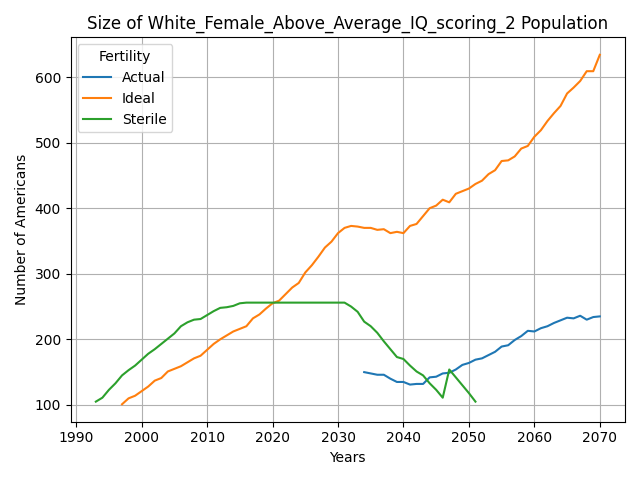 Size of White_Female_Above_Average_IQ_scoring_2 Population
Fertility
Actual
Ideal
Sterile
Number of Americans
600
500
400
300
200
100
1990 2000 2010 2020 2030 2040 2050 2060 2070
Years